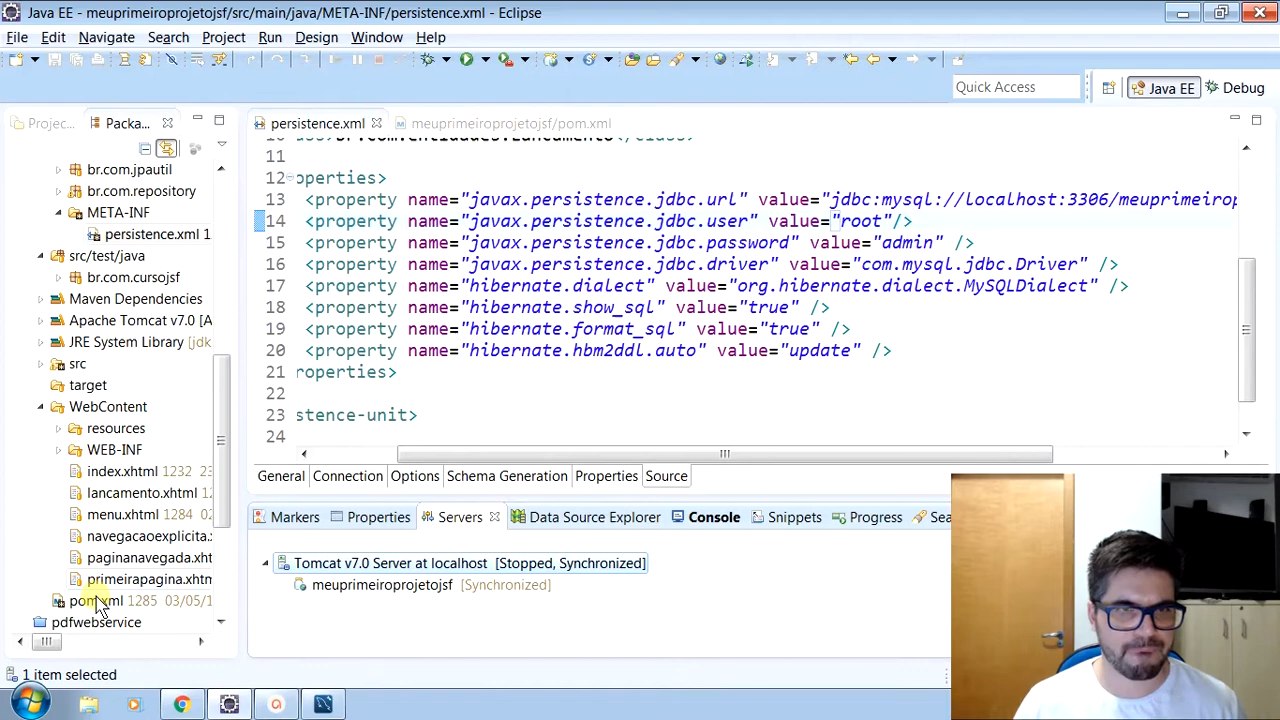 Java EE - meuprimeiroprojetojsf/src/main/java/META-INF/persistence.xml - Eclipse
File Edit Navigate Search Project Run Design Window Help
Quick Access
Java EE
Debug
Projec...
Packa...
persistence.xml
meuprimeiroprojetojsf/pom.xml
br.com.jpautil
br.com.repository
META-INF
persistence.xml 1
src/test/java
br.com.cursojsf
Maven Dependencies
Apache Tomcat v7.0 [A
JRE System Library [jdk
src
target
WebContent
resources
WEB-INF
index.xhtml 1232 23
lancamento.xhtml 12
menu.xhtml 1284 02
navegacaoexplicita.x
paginanavegada.xht
primeirapagina.xhtm
pom.xml 1285 03/05/1
pdfwebservice
11
12 operties>
13 <property name="javax.persistence.jdbc.url" value="jdbc:mysql://localhost:3306/meuprimeirop
14 <property name="javax.persistence.jdbc.user" value="root"/>
15 <property name="javax.persistence.jdbc.password" value="admin" />
16 <property name="javax.persistence.jdbc.driver" value="com.mysql.jdbc.Driver" />
17 <property name="hibernate.dialect" value="org.hibernate.dialect.MySQLDialect" />
18 <property name="hibernate.show_sql" value="true" />
19 <property name="hibernate.format_sql" value="true" />
20 <property name="hibernate.hbm2ddl.auto" value="update" />
21 roperties>
22
23 stence-unit>
24
General Connection Options Schema Generation Properties Source
Markers Properties Servers Data Source Explorer Console Snippets Progress Sea
Tomcat v7.0 Server at localhost [Stopped, Synchronized]
meuprimeiroprojetojsf [Synchronized]
1 item selected